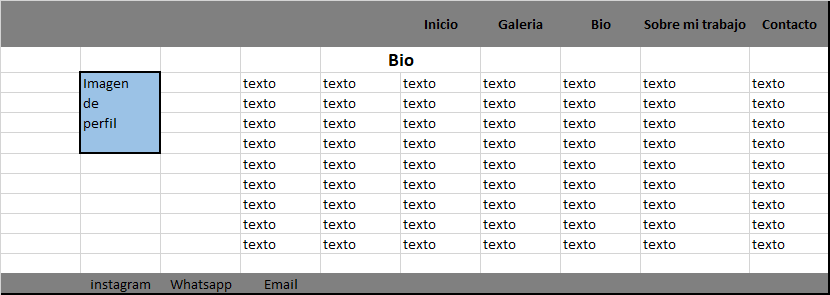 Inicio Galeria Bio Sobre mi trabajo Contacto
Bio
Imagen texto texto texto texto texto texto texto
de texto texto texto texto texto texto texto
perfil texto texto texto texto texto texto texto
texto texto texto texto texto texto texto
texto texto texto texto texto texto texto
texto texto texto texto texto texto texto
texto texto texto texto texto texto texto
texto texto texto texto texto texto texto
texto texto texto texto texto texto texto
instagram Whatsapp Email